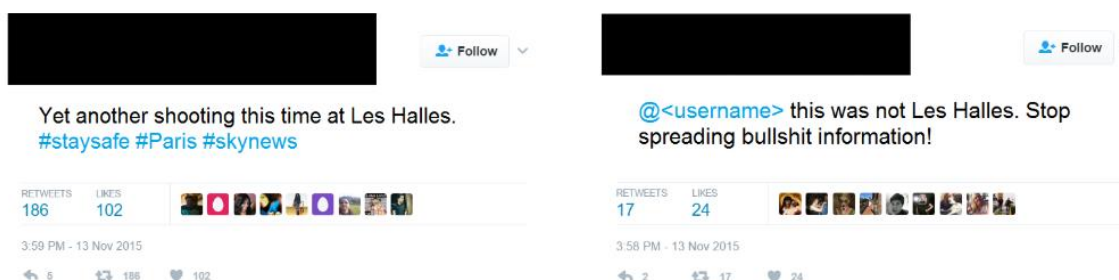 Follow
Yet another shooting this time at Les Halles.
#staysafe #Paris #skynews
RETWEETS LIKES
186 102
3:59 PM - 13 Nov 2015
5 186 102
Follow
@<username> this was not Les Halles. Stop
spreading bullshit information!
RETWEETS LIKES
17 24
3:58 PM - 13 Nov 2015
2 17 24